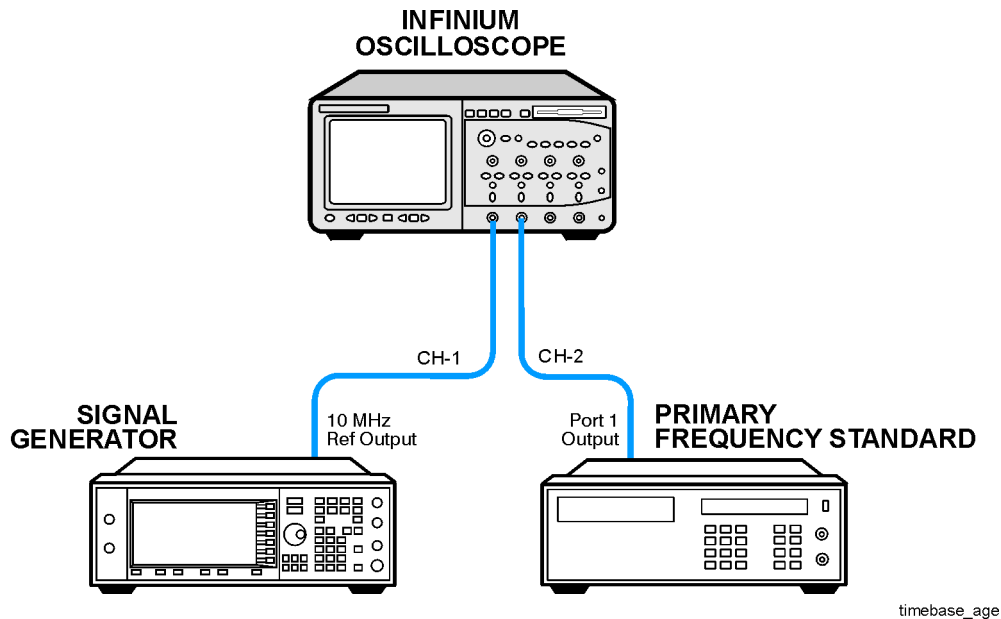 INFINIUM
OSCILLOSCOPE
CH-1
CH-2
SIGNAL
GENERATOR
10 MHz
Ref Output
Port 1
Output
PRIMARY
FREQUENCY STANDARD
timebase_age